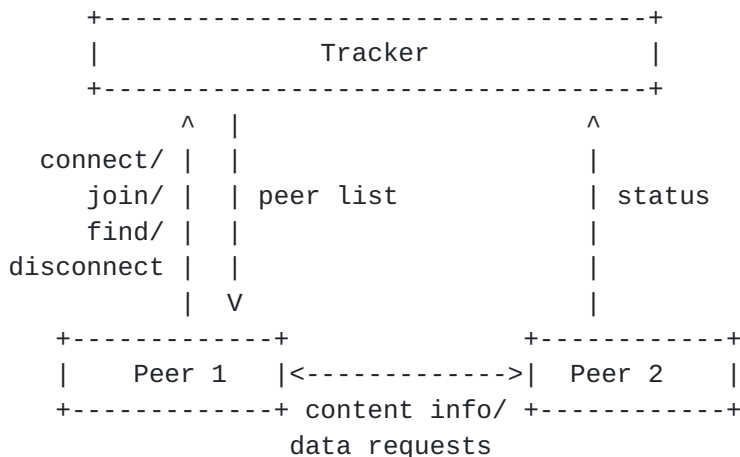 Tracker
connect/
join/ peer list status
find/
disconnect
Peer 1 Peer 2
content info/
data requests